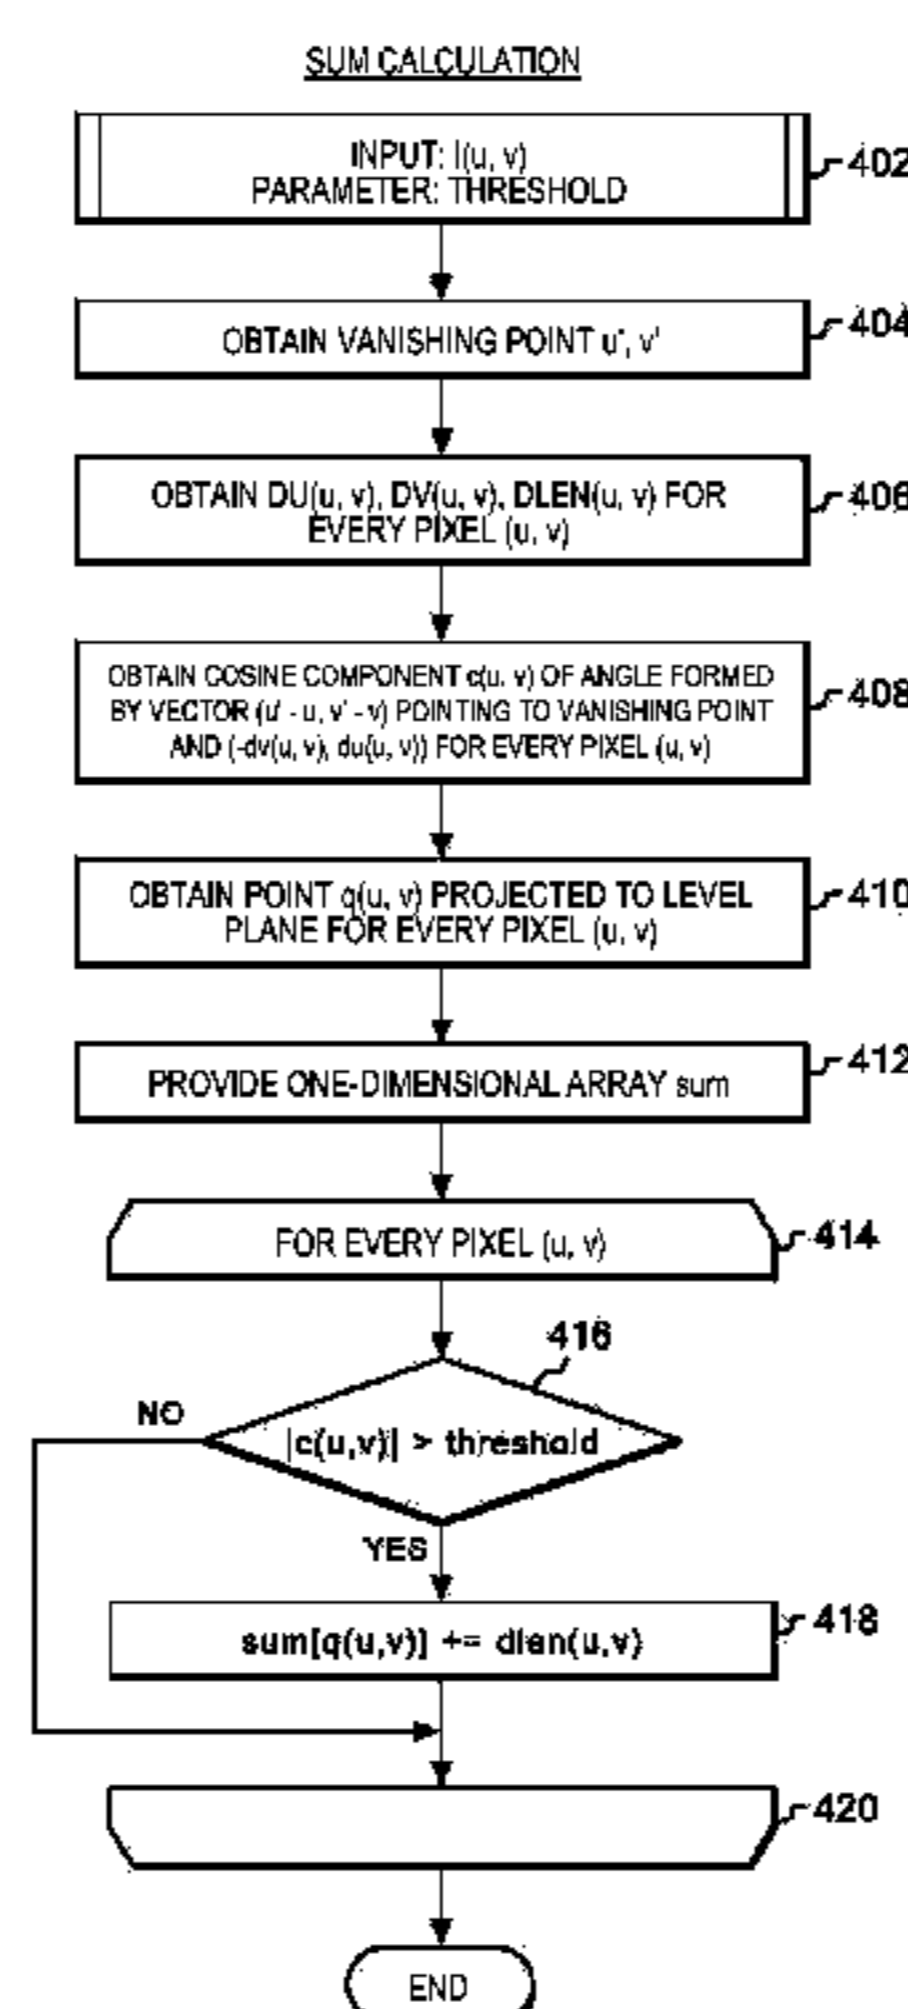 SUM CALCULATION
INPUT: I(u, v)
PARAMETER: THRESHOLD
402
OBTAIN VANISHING POINT u', v'
404
OBTAIN DU(u, v), DV(u, v), DLEN(u, v) FOR
EVERY PIXEL (u, v)
406
OBTAIN COSINE COMPONENT c(u, v) OF ANGLE FORMED
BY VECTOR (u' - u, v' - v) POINTING TO VANISHING POINT
AND (-dv(u, v), du(u, v)) FOR EVERY PIXEL (u, v)
408
OBTAIN POINT q(u, v) PROJECTED TO LEVEL
PLANE FOR EVERY PIXEL (u, v)
410
PROVIDE ONE-DIMENSIONAL ARRAY sum
412
FOR EVERY PIXEL (u, v)
414
416
NO
|c(u,v)| > threshold
YES
sum[q(u,v)] += dlen(u,v)
418
420
END